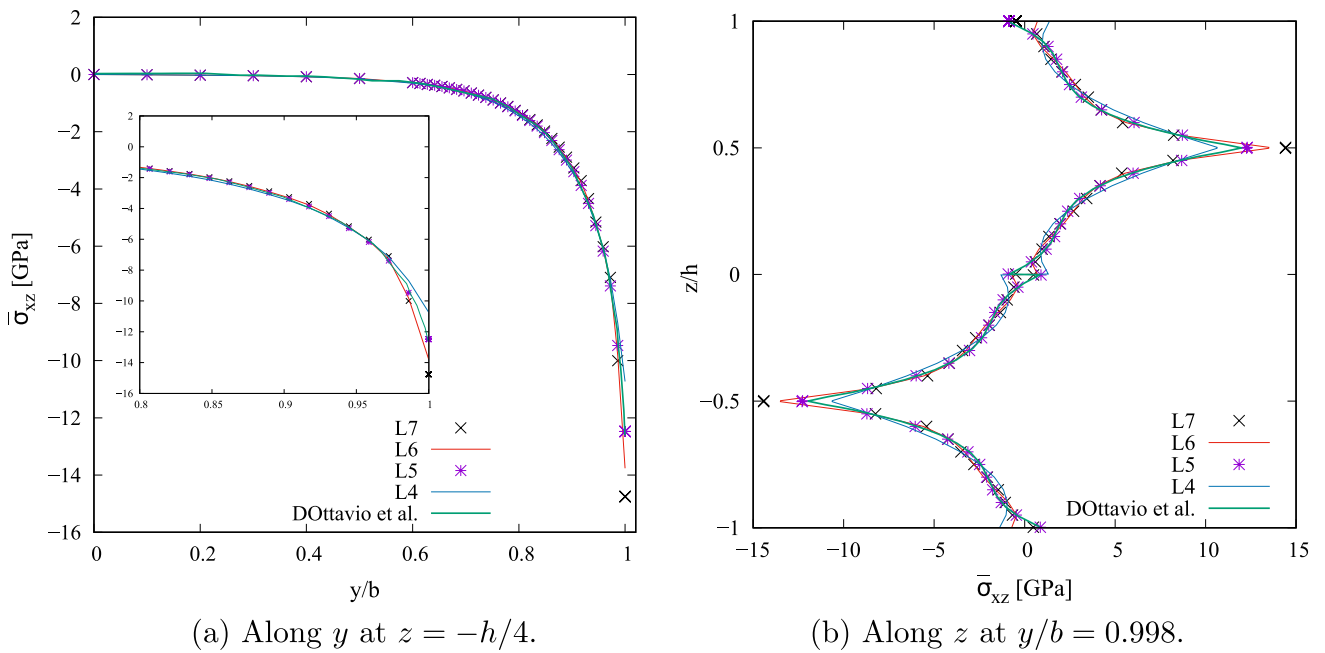 2
0
−2
−4
−6
−8
−10
−12
−14
−16
0
0.2
0.4
0.6
0.8
1
σ̅xz [GPa]
y/b
2
0
−2
−4
−6
−8
−10
−12
−14
−16
0.8
0.85
0.9
0.95
1
L7
L6
L5
L4
DOttavio et al.
(a) Along y at z = −h/4.
1
0.5
0
−0.5
−1
−15
−10
−5
0
5
10
15
z/h
σ̅xz [GPa]
L7
L6
L5
L4
DOttavio et al.
(b) Along z at y/b = 0.998.